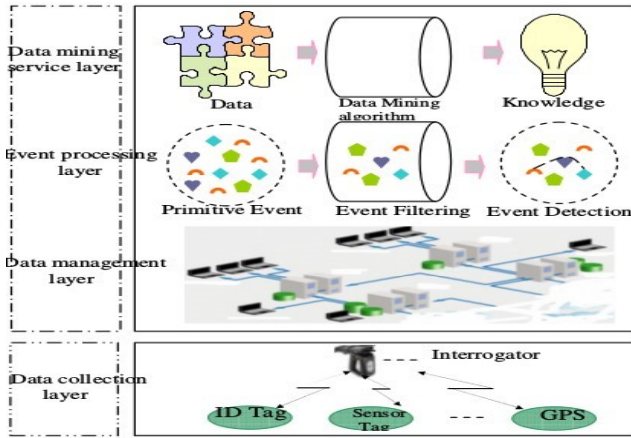 Data mining
service layer
Data
Data Mining
algorithm
Knowledge
Event processing
layer
Primitive Event
Event Filtering
Event Detection
Data management
layer
Data collection
layer
Interrogator
ID Tag
Sensor
Tag
GPS